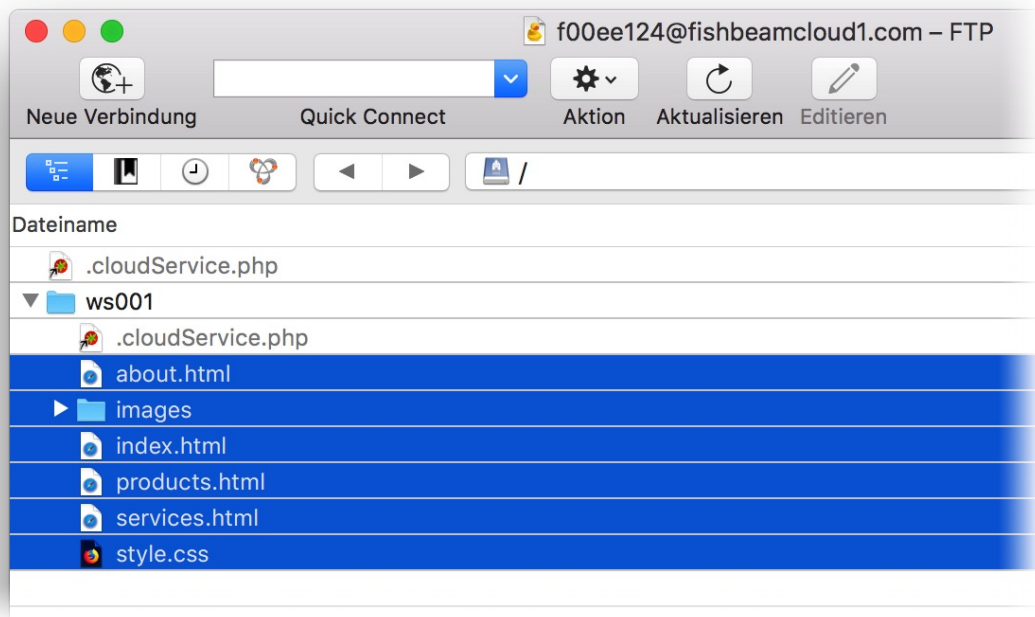 f00ee124@fishbeamcloud1.com – FTP
Neue Verbindung Quick Connect Aktion Aktualisieren Editieren
/
Dateiname
.cloudService.php
ws001
.cloudService.php
about.html
images
index.html
products.html
services.html
style.css